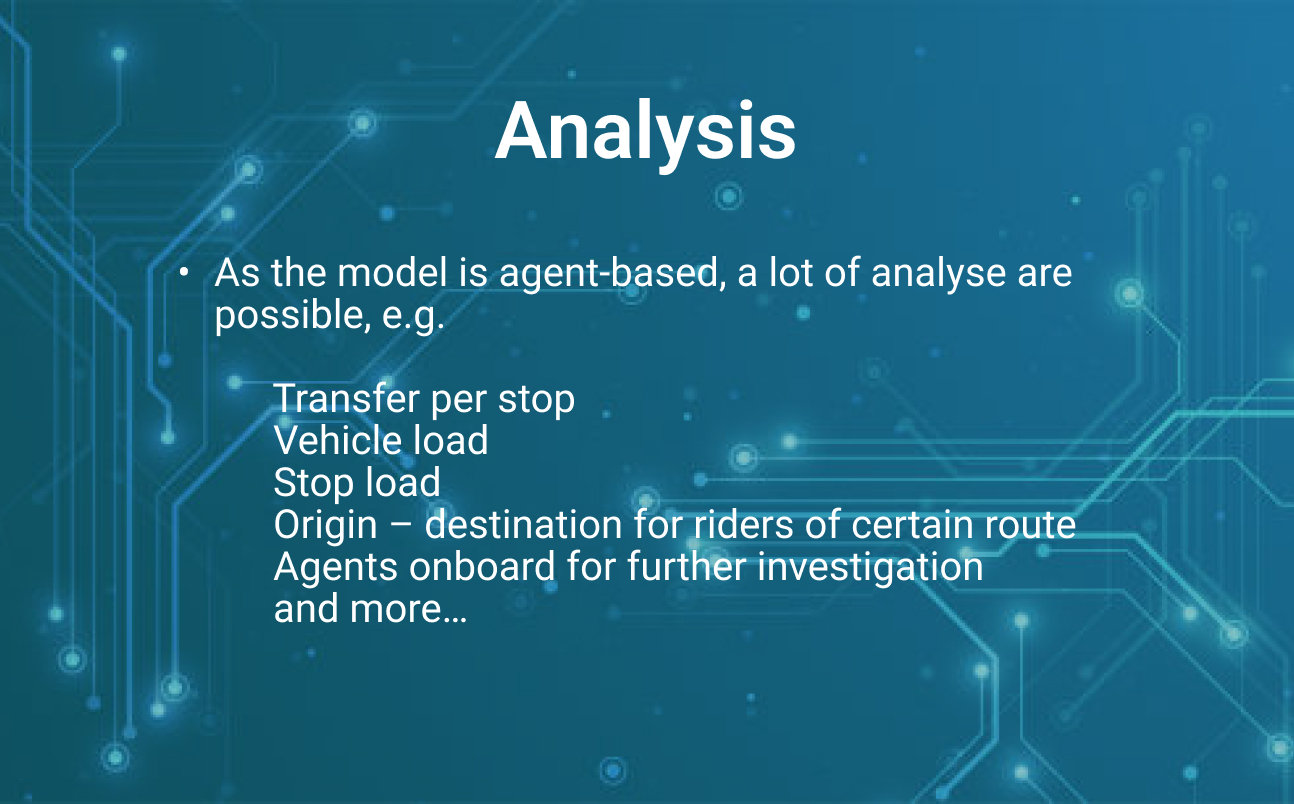 Analysis
• As the model is agent-based, a lot of analyse are
possible, e.g.
Transfer per stop
Vehicle load
Stop load
Origin – destination for riders of certain route
Agents onboard for further investigation
and more…